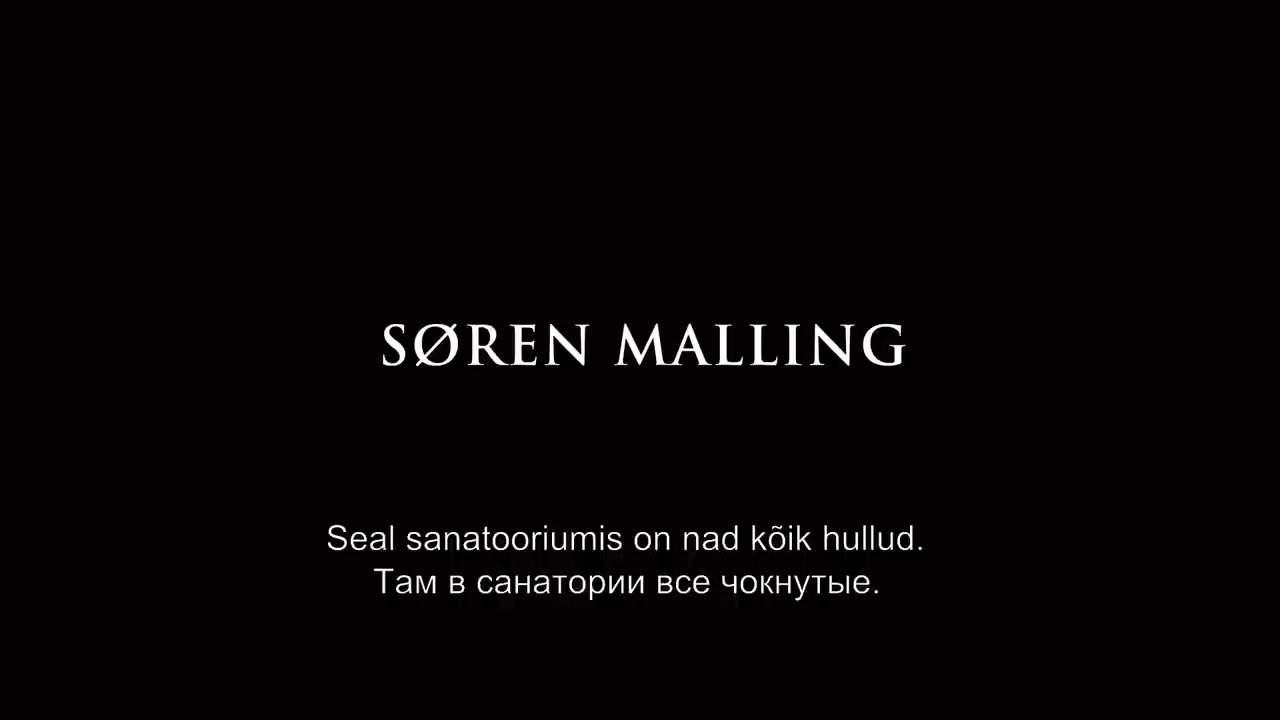 SØREN MALLING
Seal sanatooriumis on nad kõik hullud.
Там в санатории все чокнутые.